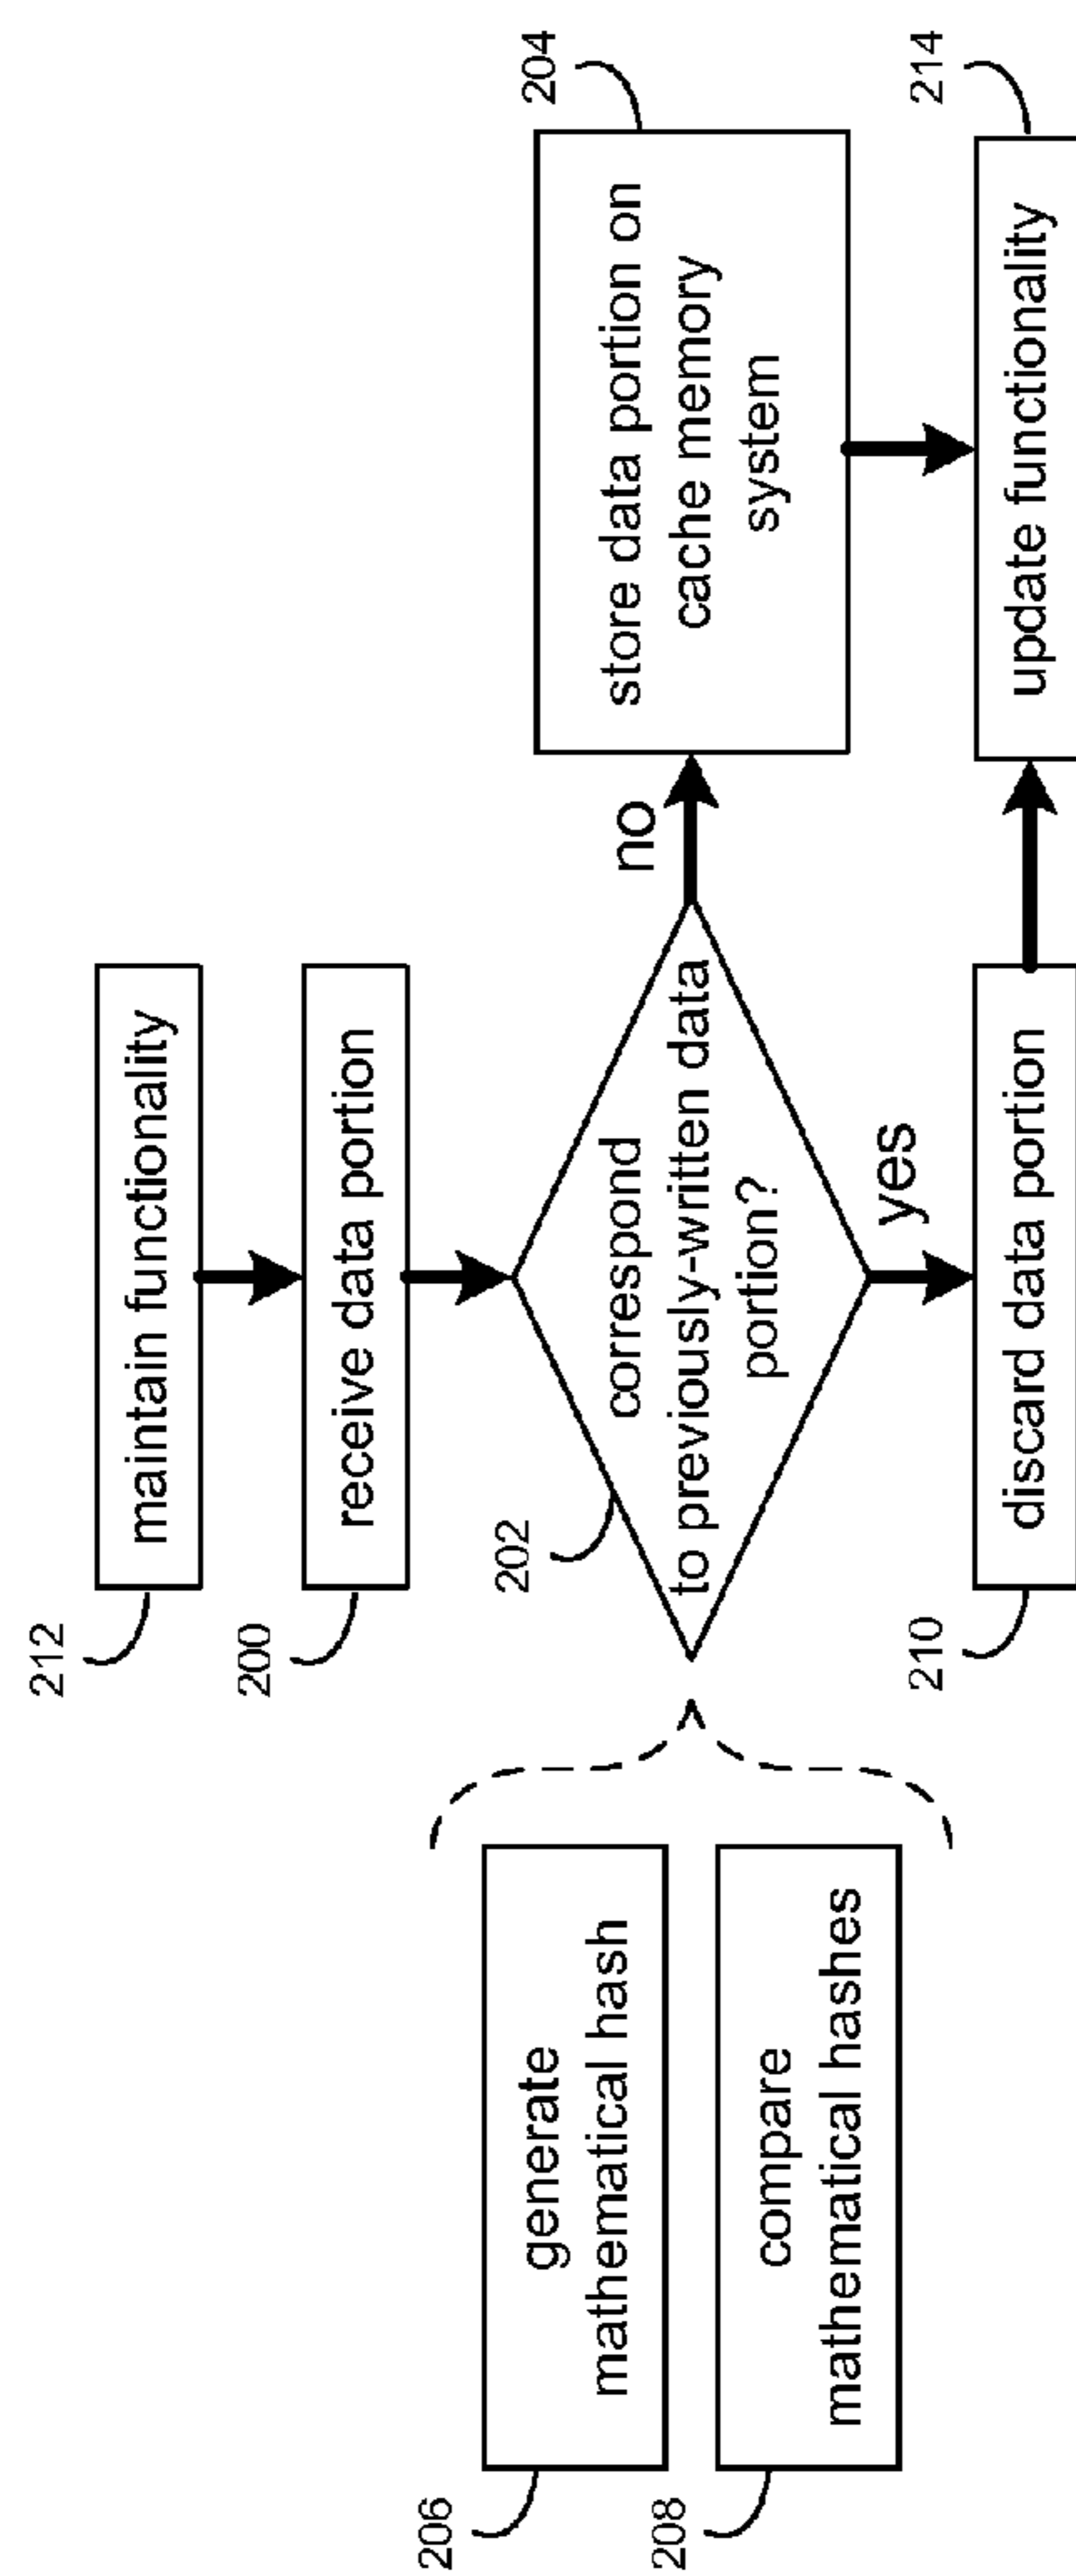 212
maintain functionality
200
receive data portion
202
correspond
to previously-written data
portion?
no
204
store data portion on
cache memory
system
206
generate
mathematical hash
208
compare
mathematical hashes
yes
210
discard data portion
214
update functionality